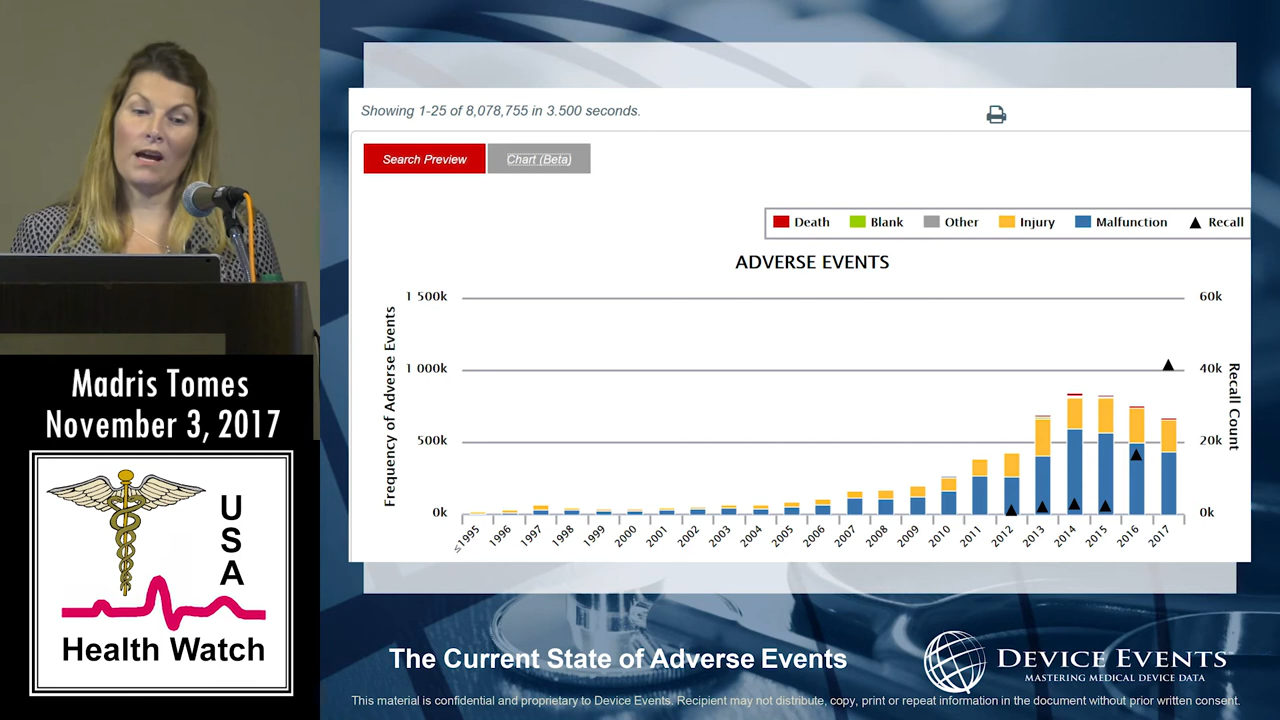 Showing 1-25 of 8,078,755 in 3.500 seconds.
Search Preview
Chart (Beta)
Death Blank Other Injury Malfunction Recall
ADVERSE EVENTS
Frequency of Adverse Events
1 500k
1 000k
500k
0k
60k
40k
20k
0k
Recall Count
≤1995 1996 1997 1998 1999 2000 2001 2002 2003 2004 2005 2006 2007 2008 2009 2010 2011 2012 2013 2014 2015 2016 2017
Madris Tomes
November 3, 2017
USA
Health Watch
The Current State of Adverse Events
DEVICE EVENTS™
MASTERING MEDICAL DEVICE DATA
This material is confidential and proprietary to Device Events. Recipient may not distribute, copy, print or repeat information in the document without prior written consent.